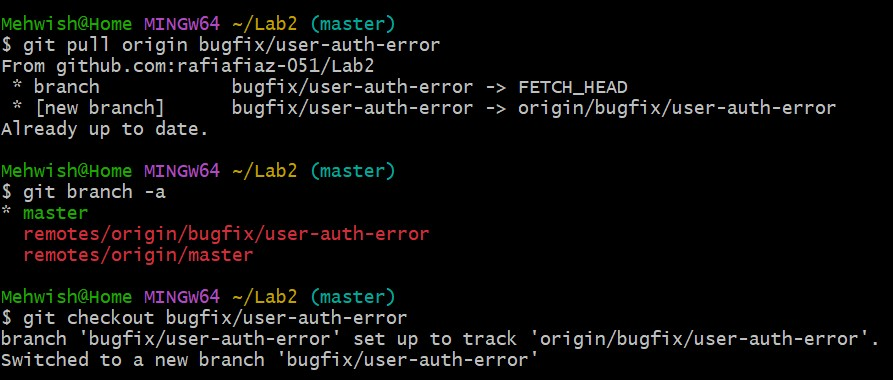 Mehwish@Home MINGW64 ~/Lab2 (master)
$ git pull origin bugfix/user-auth-error
From github.com:rafiafiaz-051/Lab2
 * branch            bugfix/user-auth-error -> FETCH_HEAD
 * [new branch]      bugfix/user-auth-error -> origin/bugfix/user-auth-error
Already up to date.
Mehwish@Home MINGW64 ~/Lab2 (master)
$ git branch -a
* master
  remotes/origin/bugfix/user-auth-error
  remotes/origin/master
Mehwish@Home MINGW64 ~/Lab2 (master)
$ git checkout bugfix/user-auth-error
branch 'bugfix/user-auth-error' set up to track 'origin/bugfix/user-auth-error'.
Switched to a new branch 'bugfix/user-auth-error'